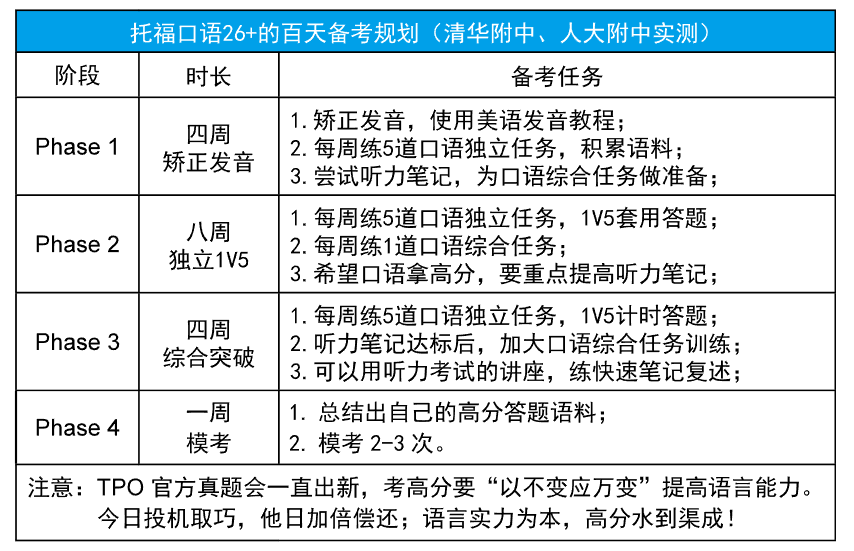 托福口语26+的百天备考规划（清华附中、人大附中实测）
阶段
时长
备考任务
Phase 1
四周
矫正发音
1.矫正发音，使用美语发音教程；
2.每周练5道口语独立任务，积累语料；
3.尝试听力笔记，为口语综合任务做准备；
Phase 2
八周
独立1V5
1.每周练5道口语独立任务，1V5套用答题；
2.每周练1道口语综合任务；
3.希望口语拿高分，要重点提高听力笔记；
Phase 3
四周
综合突破
1.每周练5道口语独立任务，1V5计时答题；
2.听力笔记达标后，加大口语综合任务训练；
3.可以用听力考试的讲座，练快速笔记复述；
Phase 4
一周
模考
1. 总结出自己的高分答题语料；
2. 模考 2-3 次。
注意：TPO 官方真题会一直出新，考高分要“以不变应万变”提高语言能力。
今日投机取巧，他日加倍偿还；语言实力为本，高分水到渠成！